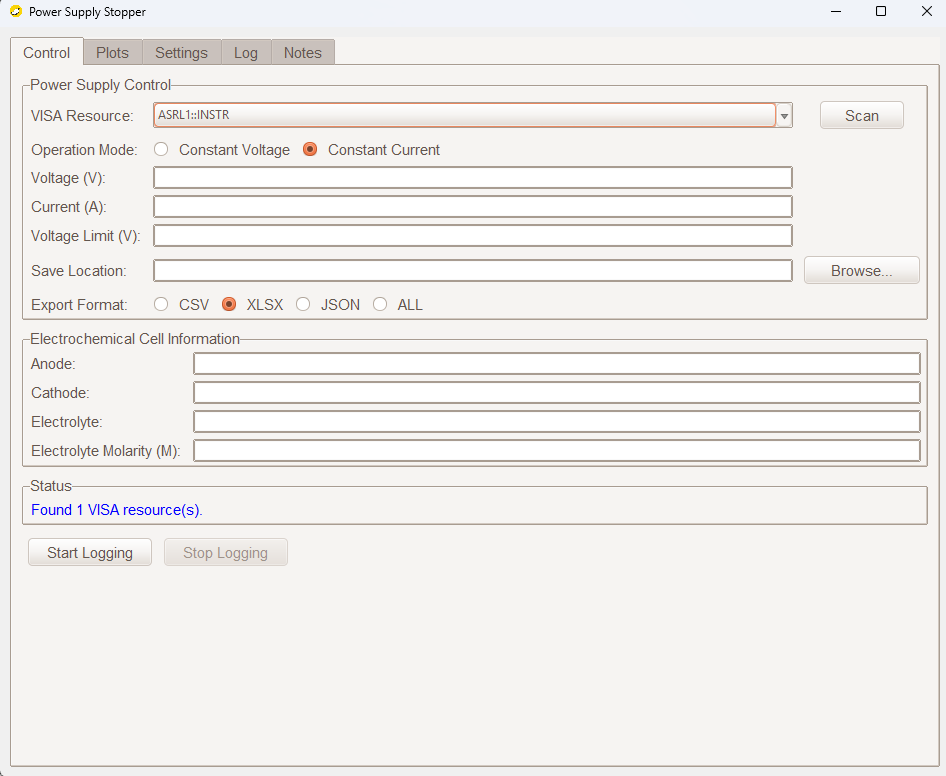 Power Supply Stopper
Control Plots Settings Log Notes
Power Supply Control
VISA Resource: ASRL1::INSTR Scan
Operation Mode: Constant Voltage Constant Current
Voltage (V):
Current (A):
Voltage Limit (V):
Save Location: Browse...
Export Format: CSV XLSX JSON ALL
Electrochemical Cell Information
Anode:
Cathode:
Electrolyte:
Electrolyte Molarity (M):
Status
Found 1 VISA resource(s).
Start Logging Stop Logging